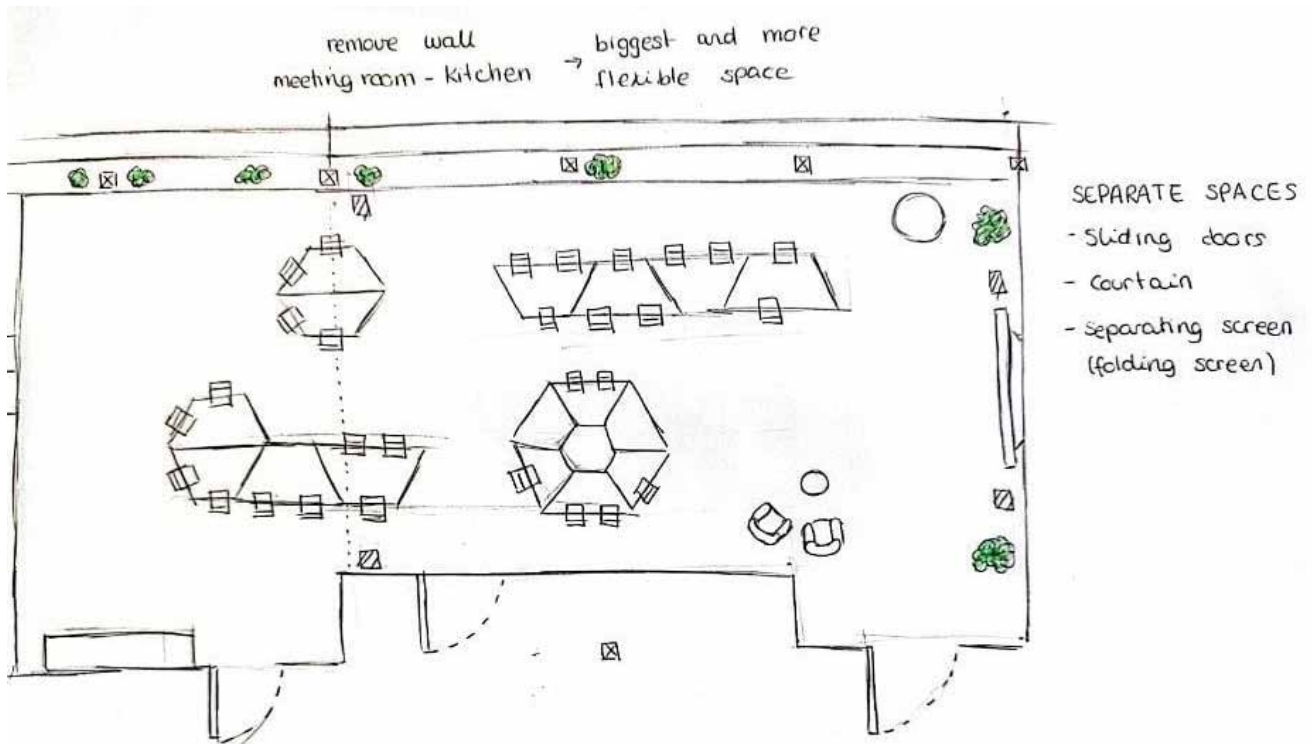 remove wall
meeting room - kitchen
→ biggest and more
flexible space
SEPARATE SPACES
- Sliding doors
- Courtain
- Separating screen
(folding screen)